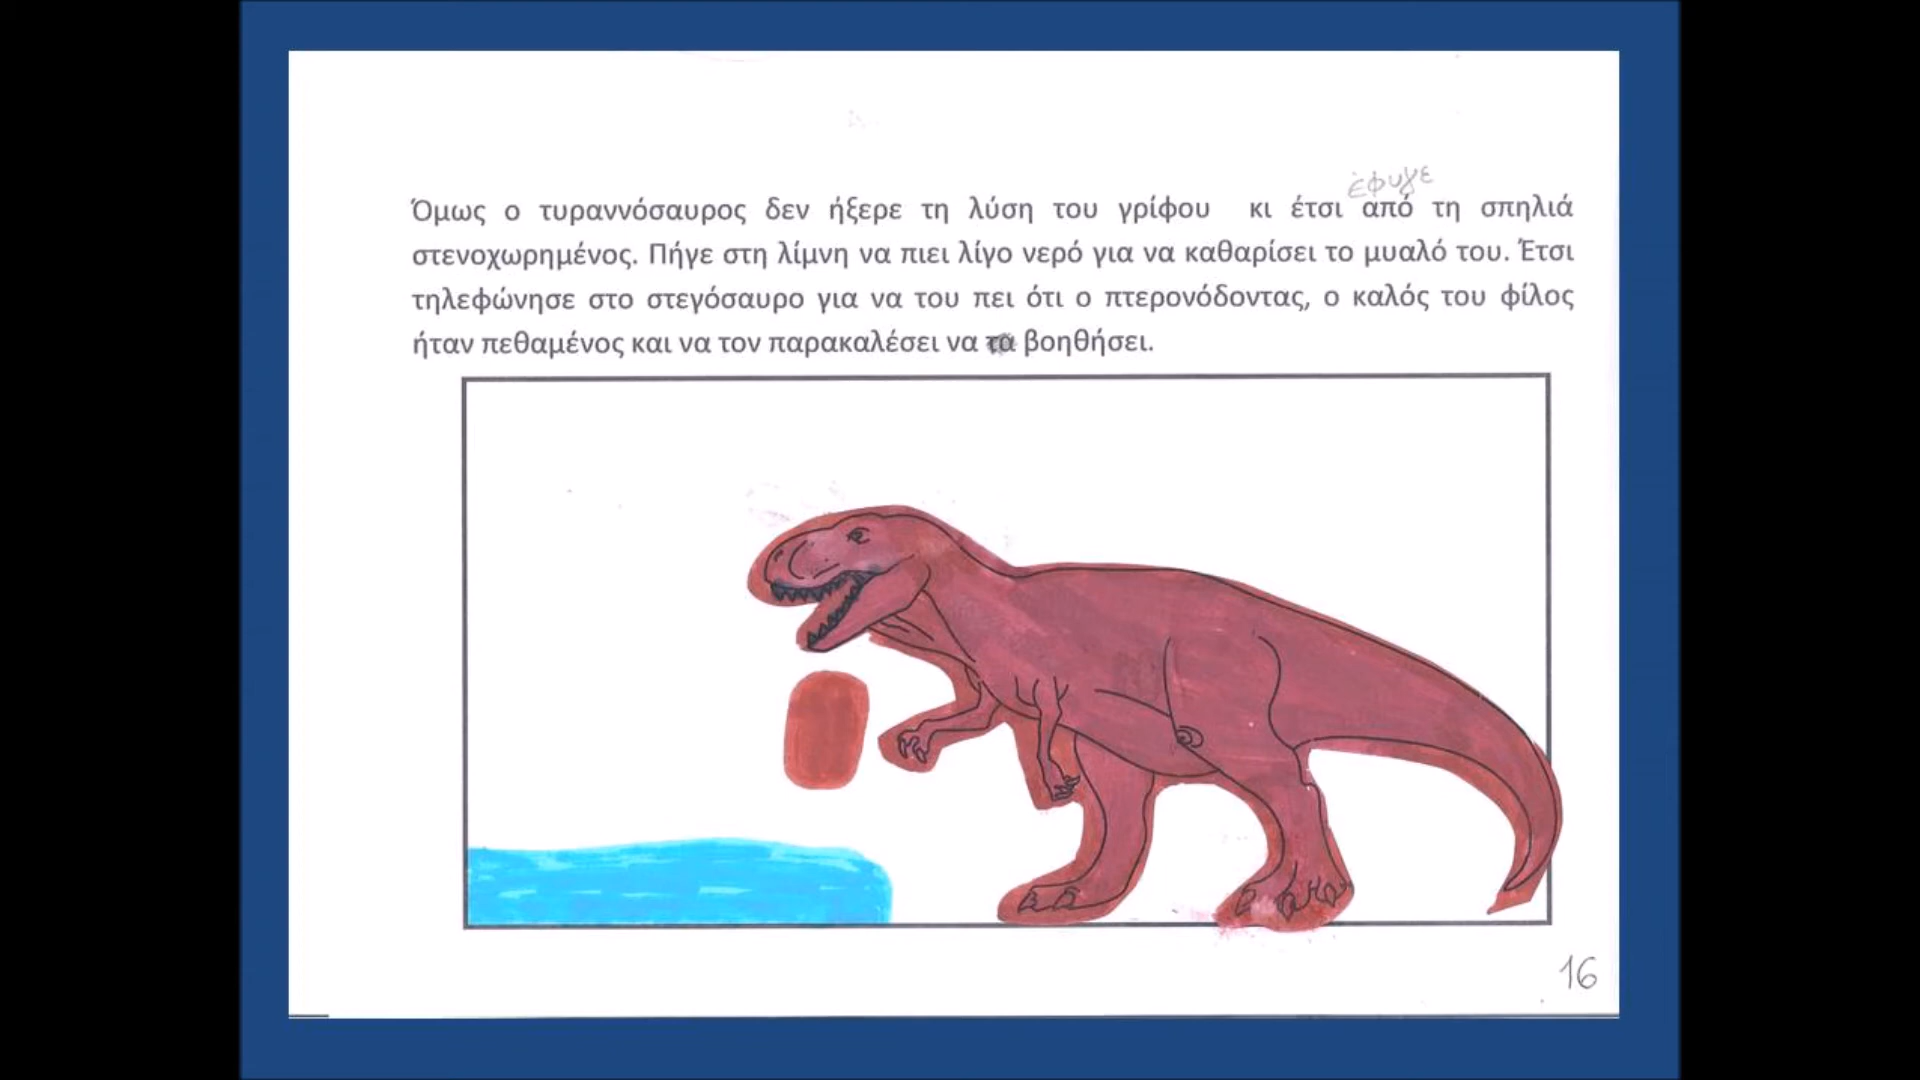 έφυγε
Όμως ο τυραννόσαυρος δεν ήξερε τη λύση του γρίφου κι έτσι από τη σπηλιά
στενοχωρημένος. Πήγε στη λίμνη να πιει λίγο νερό για να καθαρίσει το μυαλό του. Έτσι
τηλεφώνησε στο στεγόσαυρο για να του πει ότι ο πτερονόδοντας, ο καλός του φίλος
ήταν πεθαμένος και να τον παρακαλέσει να τα βοηθήσει.
16